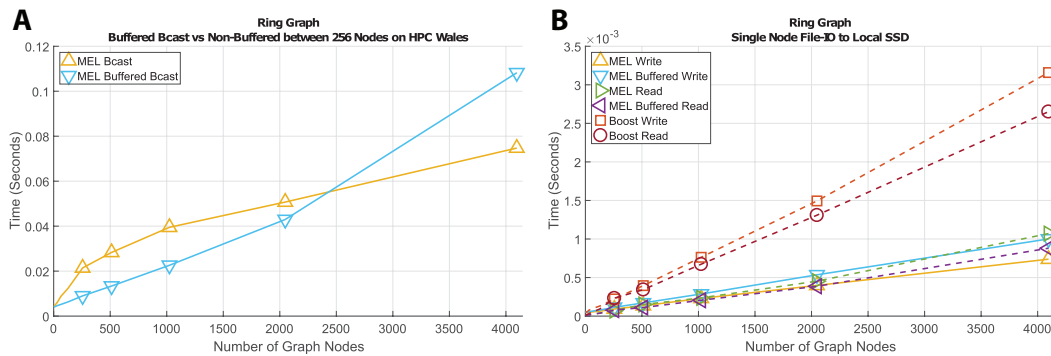 A
Ring Graph
Buffered Bcast vs Non-Buffered between 256 Nodes on HPC Wales
0.12
0.1
0.08
0.06
0.04
0.02
0
Time (Seconds)
MEL Bcast
MEL Buffered Bcast
0 500 1000 1500 2000 2500 3000 3500 4000
Number of Graph Nodes
B
Ring Graph
Single Node File-IO to Local SSD
×10⁻³
3.5
3
2.5
2
1.5
1
0.5
0
Time (Seconds)
MEL Write
MEL Buffered Write
MEL Read
MEL Buffered Read
Boost Write
Boost Read
0 500 1000 1500 2000 2500 3000 3500 4000
Number of Graph Nodes